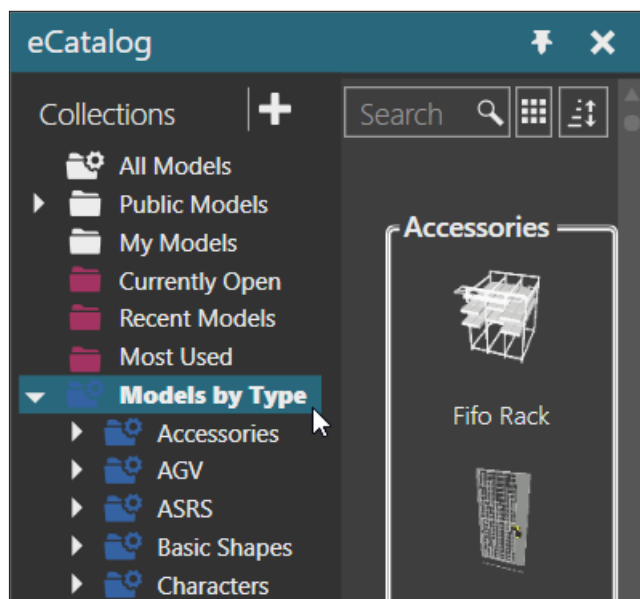 eCatalog
Collections
Search
All Models
Public Models
My Models
Currently Open
Recent Models
Most Used
Models by Type
Accessories
AGV
ASRS
Basic Shapes
Characters
Accessories
Fifo Rack